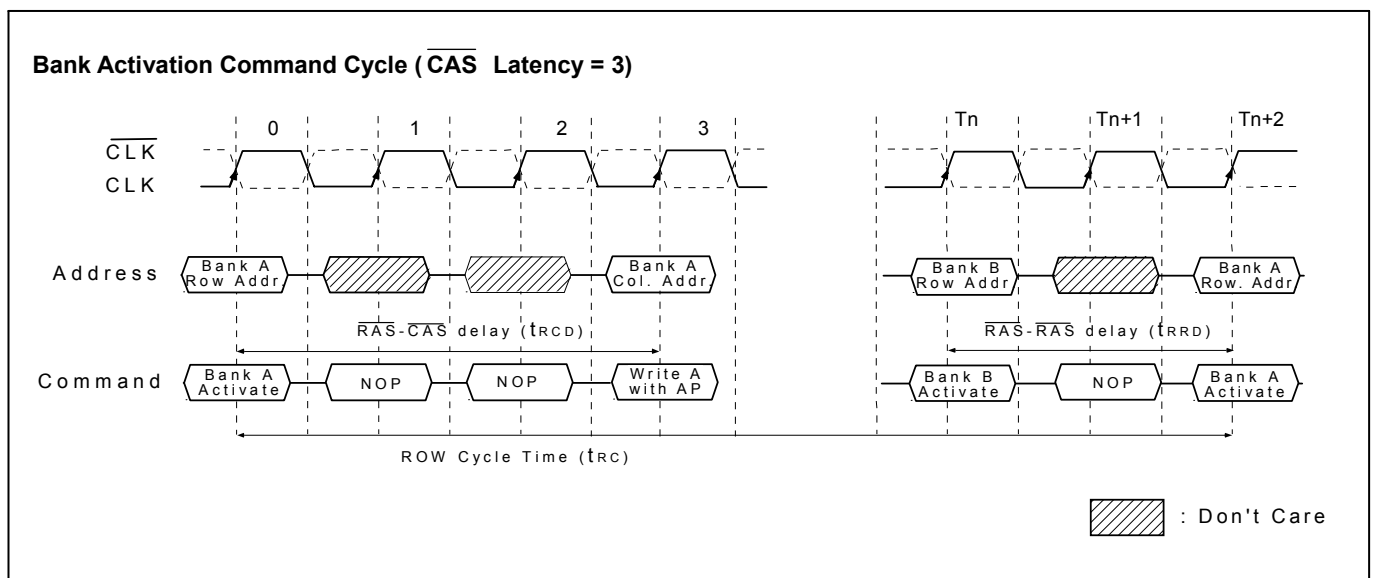 Bank Activation Command Cycle ( CAS Latency = 3)
0 1 2 3 Tn Tn+1 Tn+2
CLK
CLK
Address
Bank A
Row Addr.
Bank A
Col. Addr.
Bank B
Row Addr
Bank A
Row. Addr
RAS-CAS delay (tRCD)
RAS-RAS delay (tRRD)
Command
Bank A
Activate
NOP
NOP
Write A
with AP
Bank B
Activate
NOP
Bank A
Activate
ROW Cycle Time (tRC)
: Don't Care